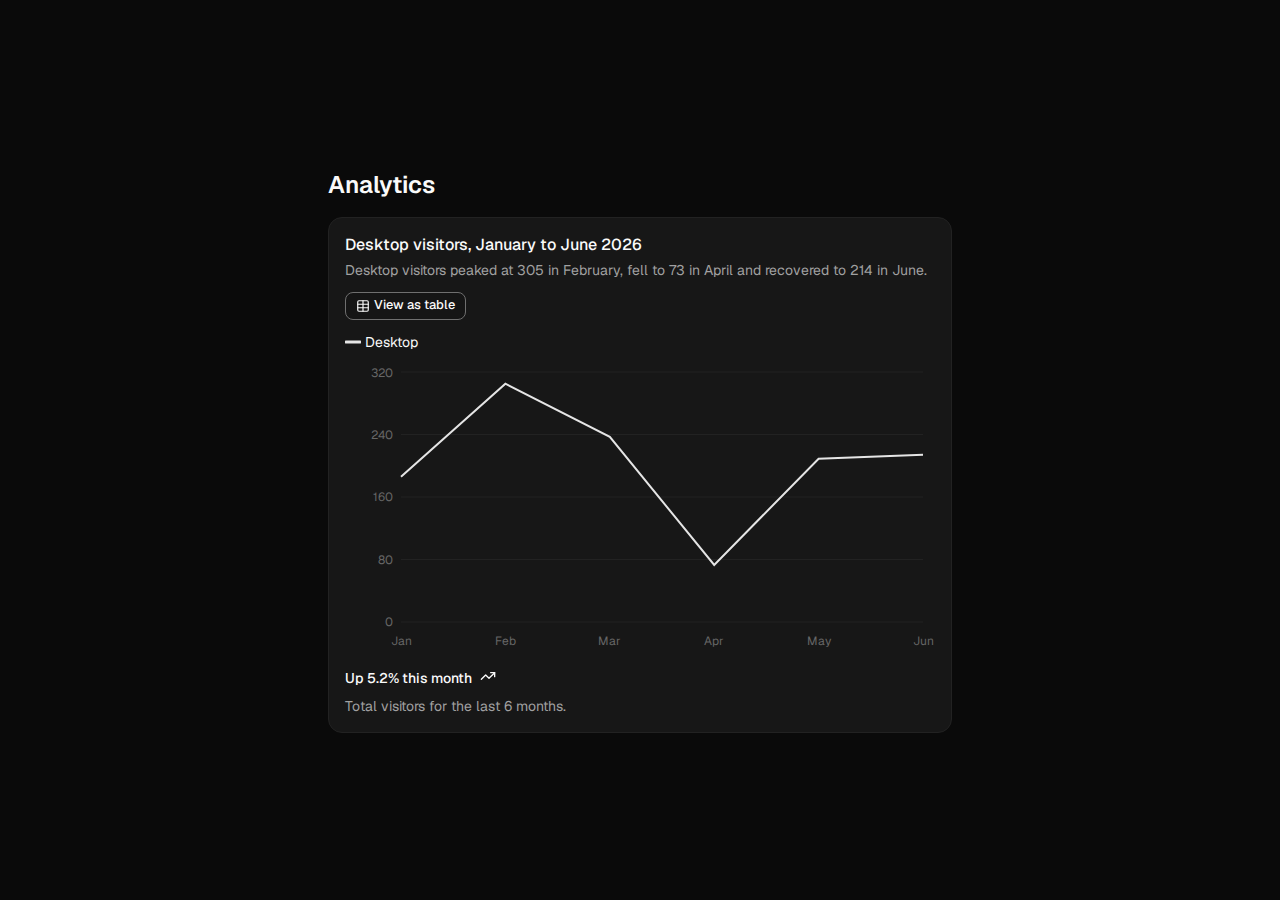 Analytics
Desktop visitors, January to June 2026
Desktop visitors peaked at 305 in February, fell to 73 in April and recovered to 214 in June.
View as table
Desktop
320
240
160
80
0
Jan Feb Mar Apr May Jun
Up 5.2% this month
Total visitors for the last 6 months.